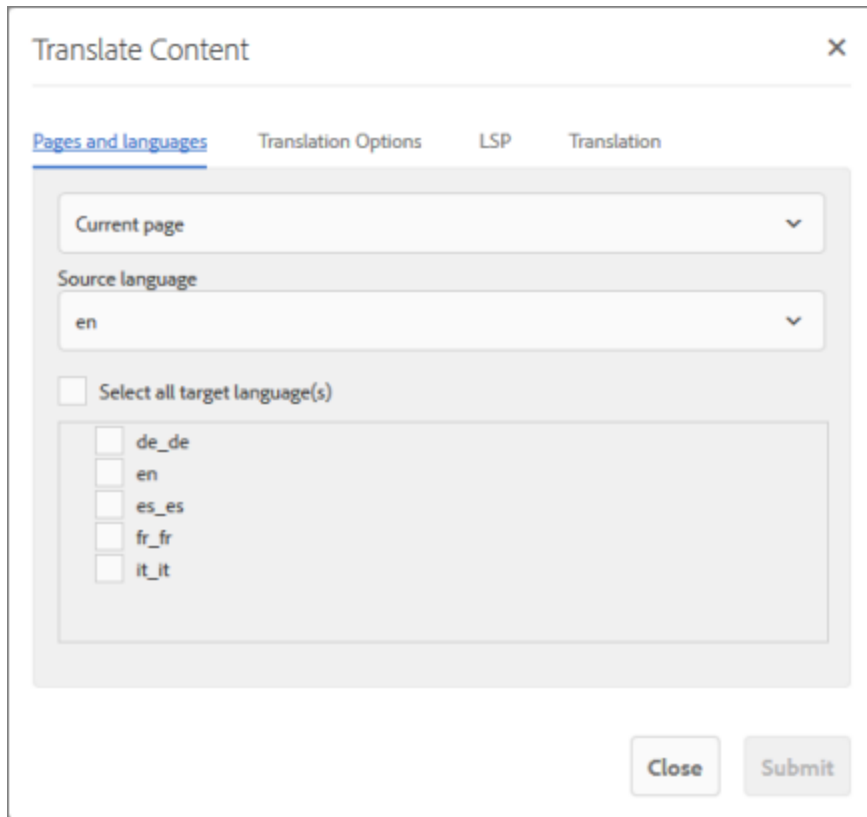 Translate Content
Pages and languages Translation Options LSP Translation
Current page
Source language
en
Select all target language(s)
de_de
en
es_es
fr_fr
it_it
Close Submit